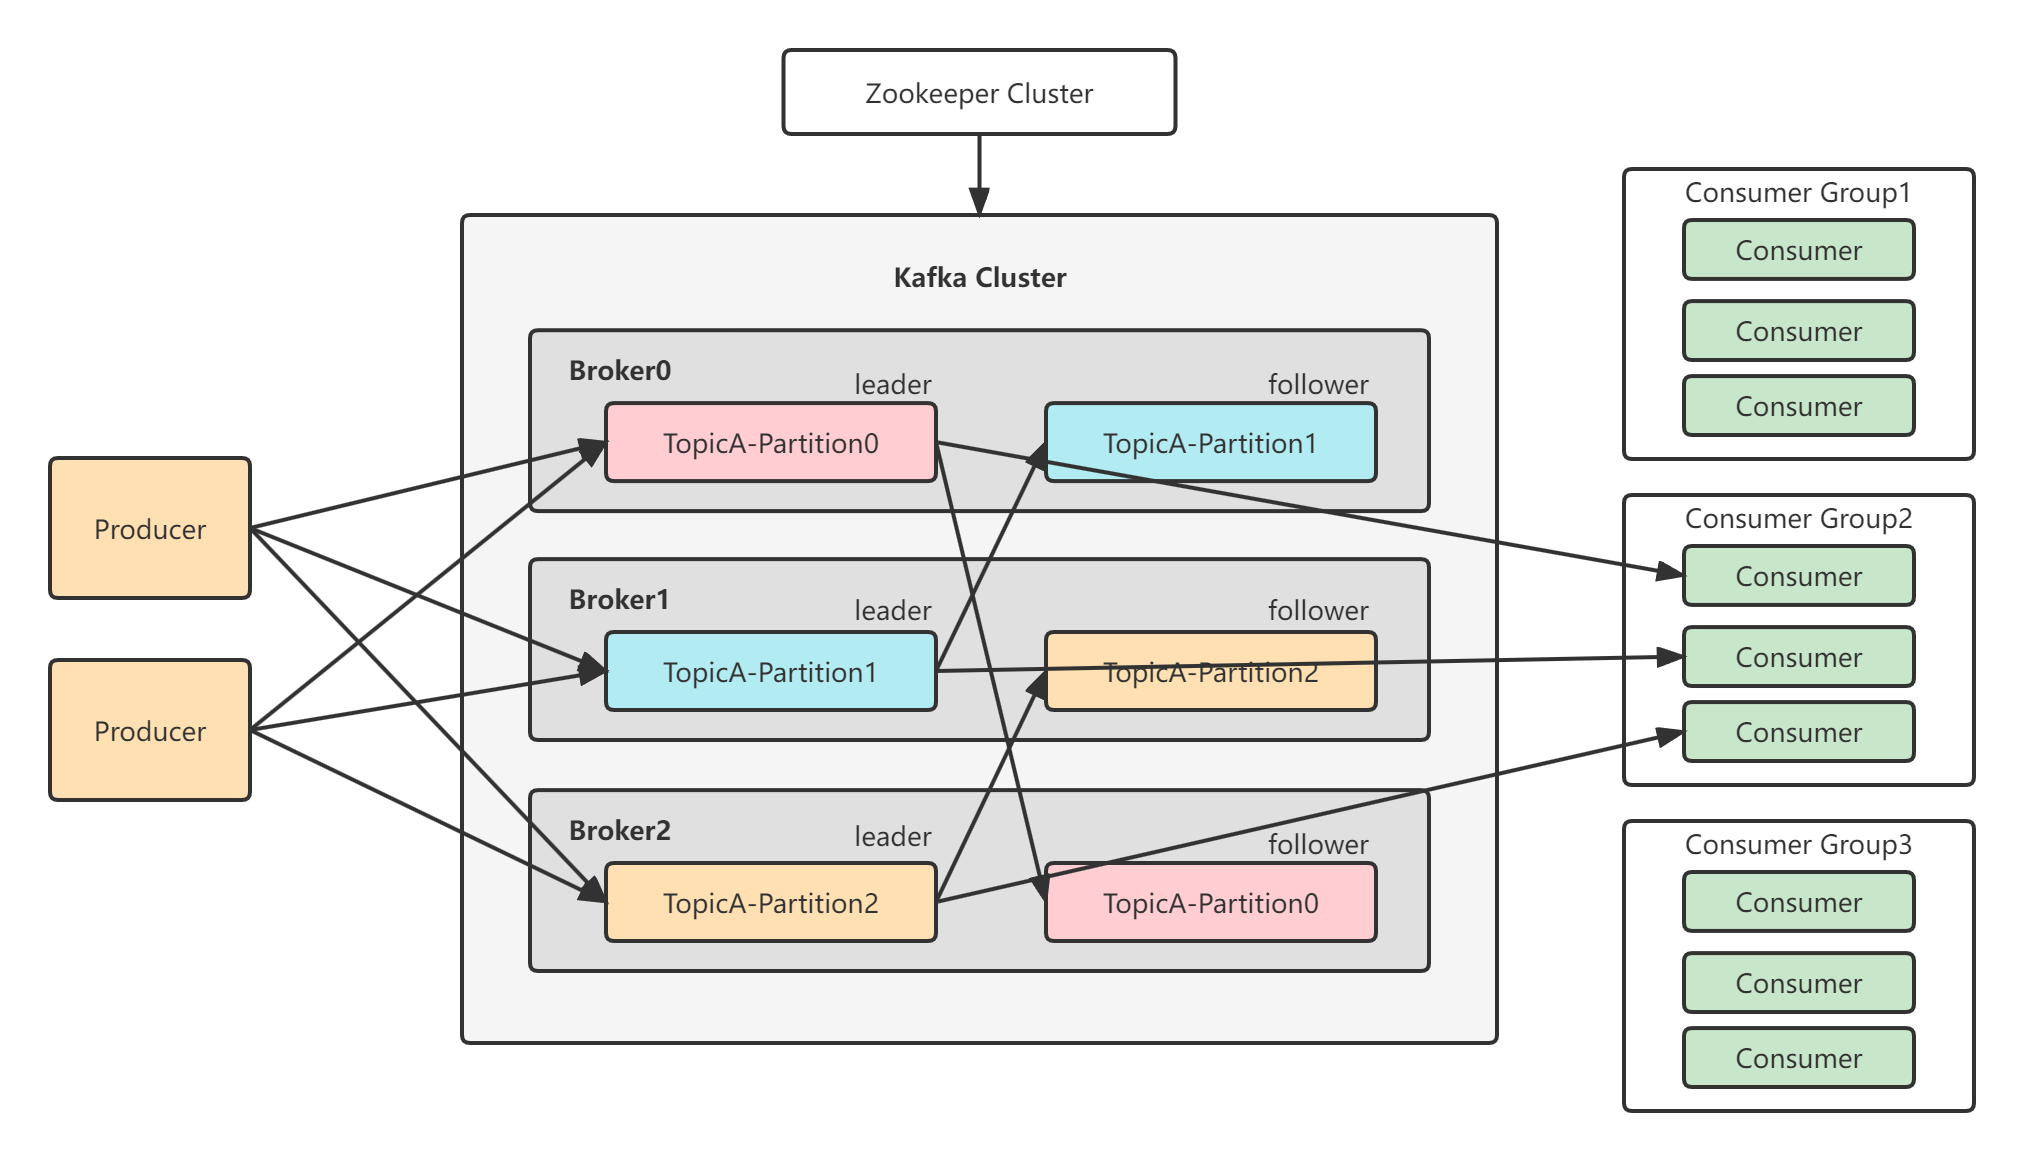 Zookeeper Cluster
Kafka Cluster
Broker0
leader
follower
TopicA-Partition0
TopicA-Partition1
Broker1
leader
follower
TopicA-Partition1
TopicA-Partition2
Broker2
leader
follower
TopicA-Partition2
TopicA-Partition0
Producer
Producer
Consumer Group1
Consumer
Consumer
Consumer
Consumer Group2
Consumer
Consumer
Consumer
Consumer Group3
Consumer
Consumer
Consumer